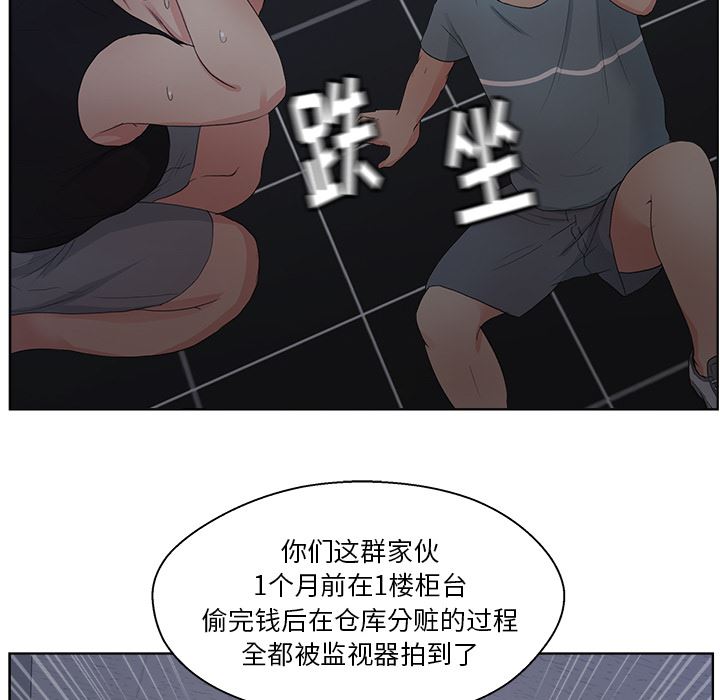 跌坐
你们这群家伙
1个月前在1楼柜台
偷完钱后在仓库分赃的过程
全都被监视器拍到了